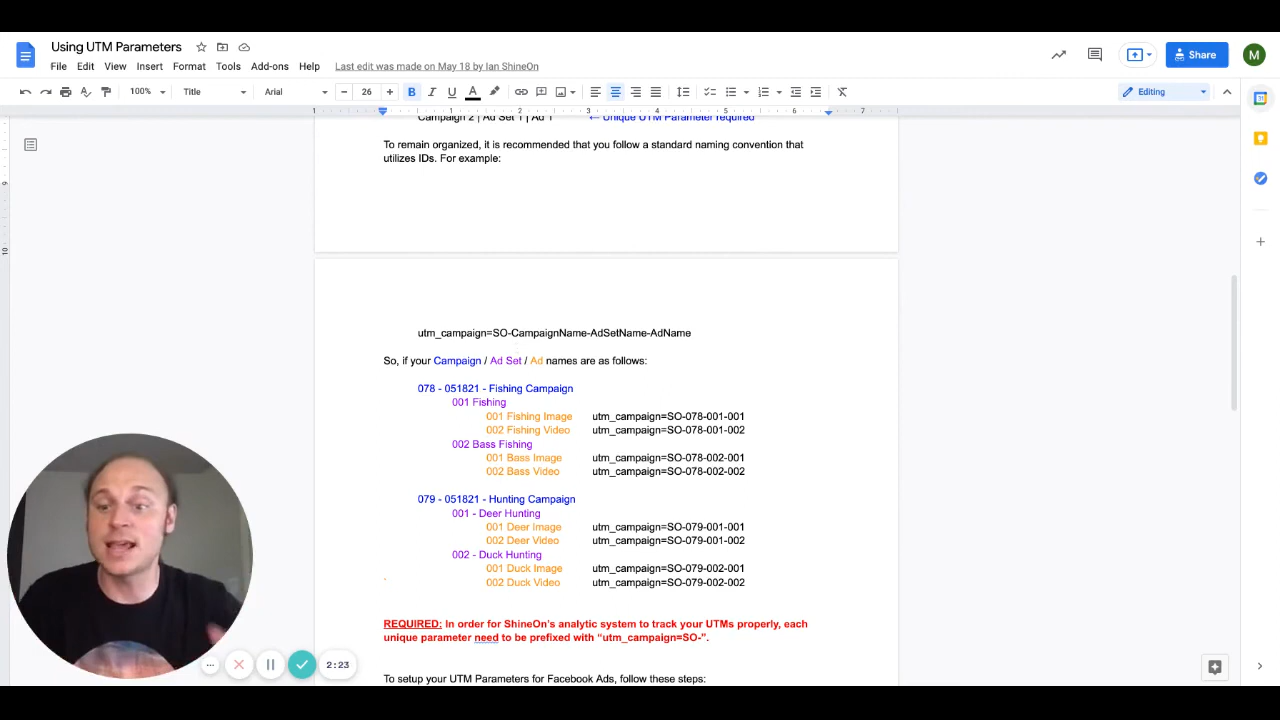 Using UTM Parameters
File Edit View Insert Format Tools Add-ons Help Last edit was made on May 18 by Ian ShineOn
Share
M
100% Title Arial 26 Editing
1 1 2 3 4 5 6 7
Campaign 2 | Ad Set 1 | Ad 1 ← Unique UTM Parameter required
To remain organized, it is recommended that you follow a standard naming convention that
utilizes IDs. For example:
9
10
utm_campaign=SO-CampaignName-AdSetName-AdName
So, if your Campaign / Ad Set / Ad names are as follows:
078 - 051821 - Fishing Campaign
001 Fishing
001 Fishing Image utm_campaign=SO-078-001-001
002 Fishing Video utm_campaign=SO-078-001-002
002 Bass Fishing
001 Bass Image utm_campaign=SO-078-002-001
002 Bass Video utm_campaign=SO-078-002-002
079 - 051821 - Hunting Campaign
001 - Deer Hunting
001 Deer Image utm_campaign=SO-079-001-001
002 Deer Video utm_campaign=SO-079-001-002
002 - Duck Hunting
001 Duck Image utm_campaign=SO-079-002-001
002 Duck Video utm_campaign=SO-079-002-002
REQUIRED: In order for ShineOn's analytic system to track your UTMs properly, each
unique parameter need to be prefixed with “utm_campaign=SO-”.
2:23
To setup your UTM Parameters for Facebook Ads, follow these steps: